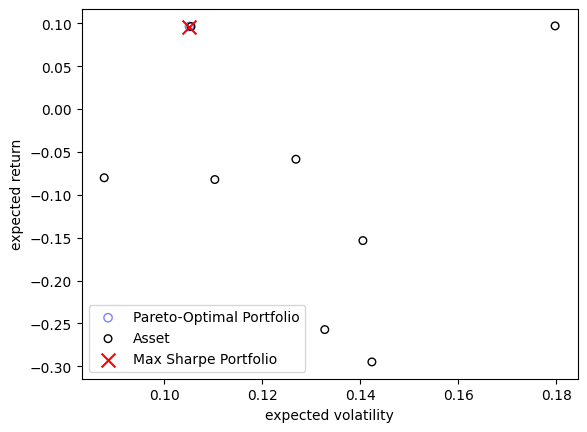 0.10
0.05
0.00
−0.05
−0.10
−0.15
−0.20
−0.25
−0.30
expected return
Pareto-Optimal Portfolio
Asset
Max Sharpe Portfolio
0.10 0.12 0.14 0.16 0.18
expected volatility